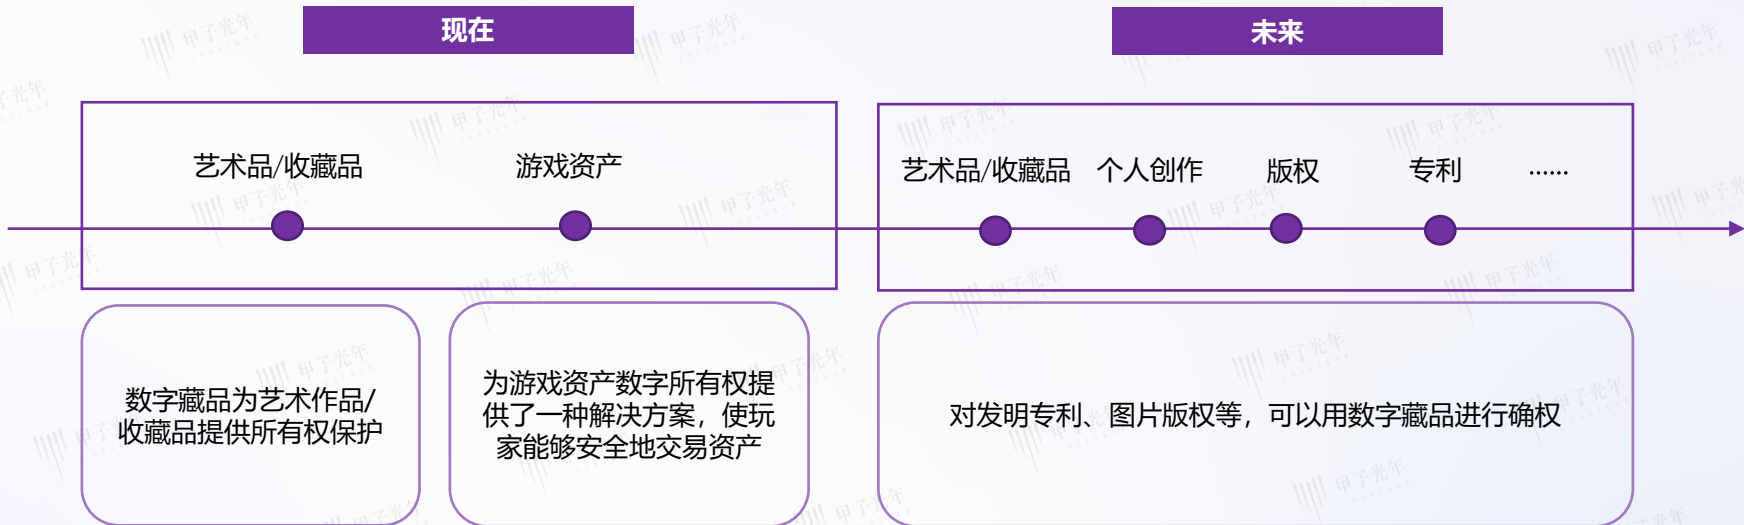 现在
未来
艺术品/收藏品
游戏资产
艺术品/收藏品
个人创作
版权
专利
......
数字藏品为艺术作品/
收藏品提供所有权保护
为游戏资产数字所有权提
供了一种解决方案，使玩
家能够安全地交易资产
对发明专利、图片版权等，可以用数字藏品进行确权
甲子光年